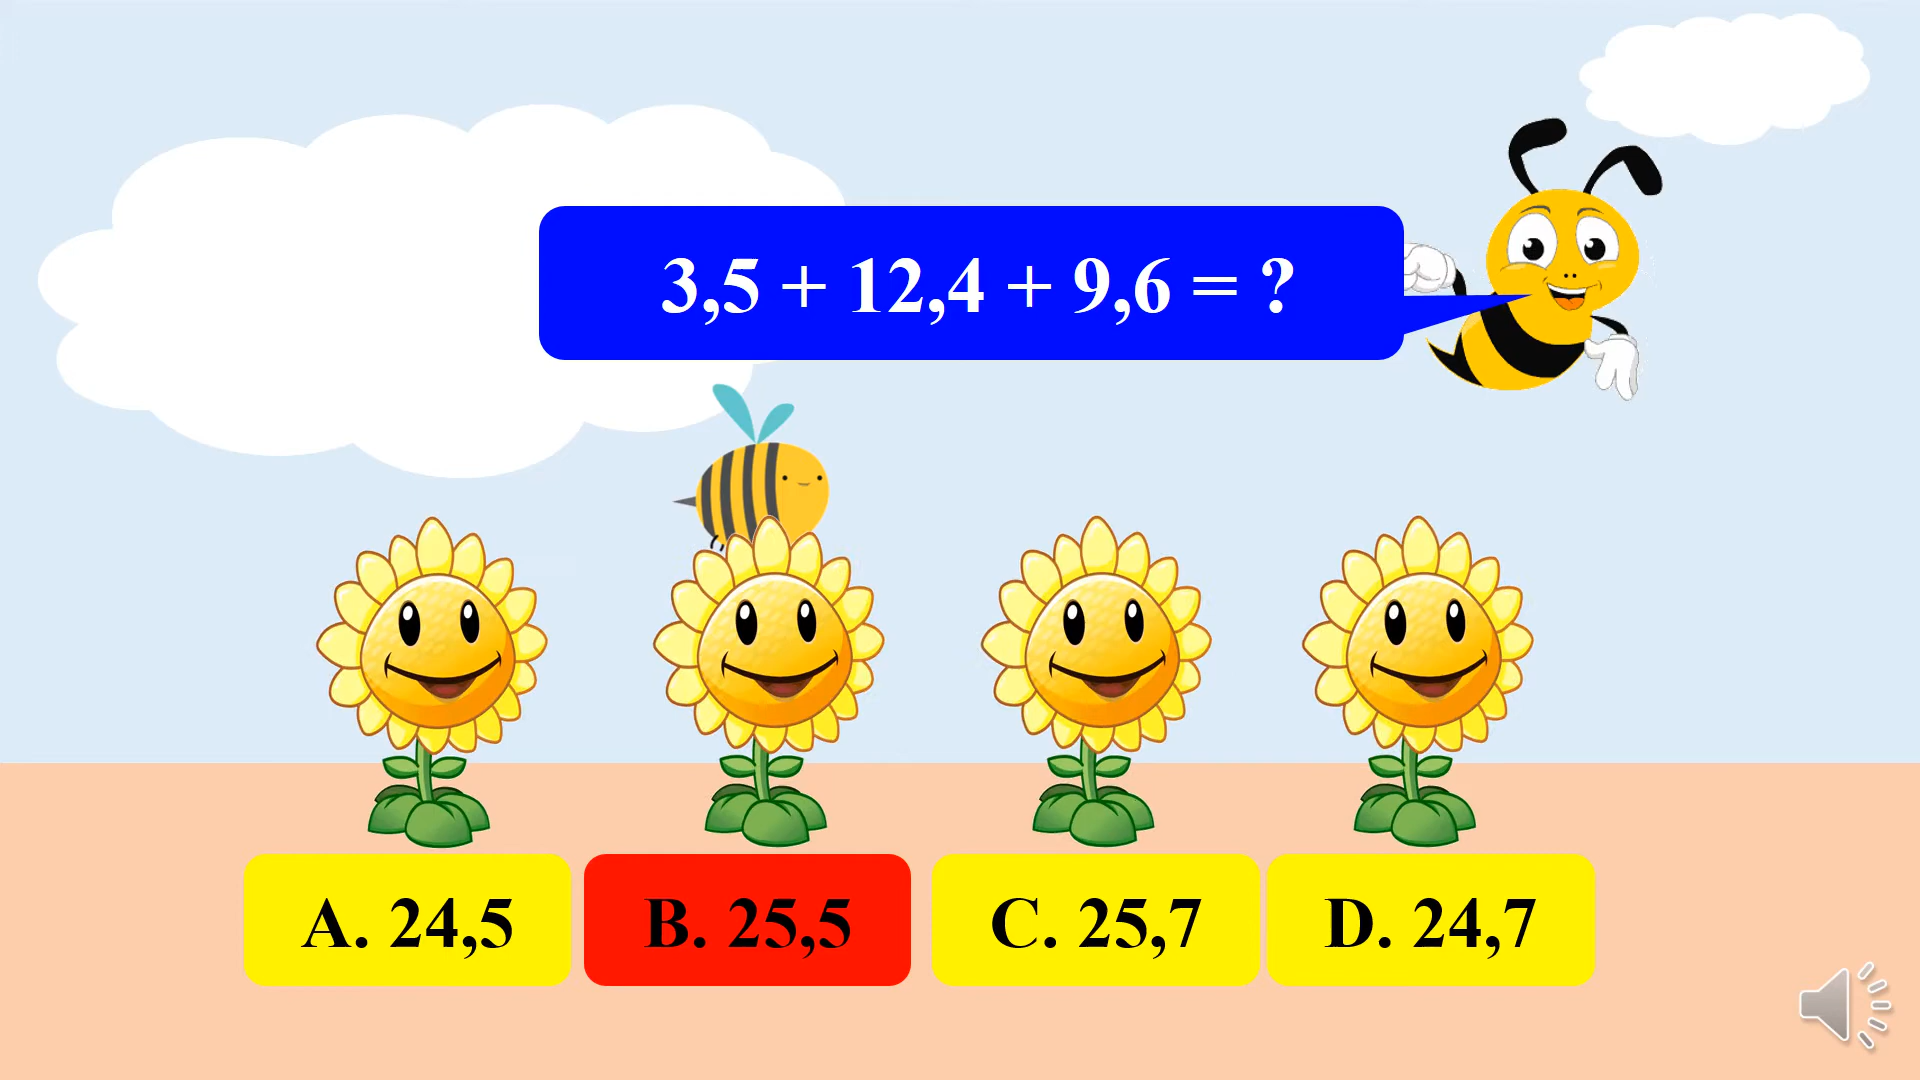 3,5 + 12,4 + 9,6 = ?
A. 24,5
B. 25,5
C. 25,7
D. 24,7